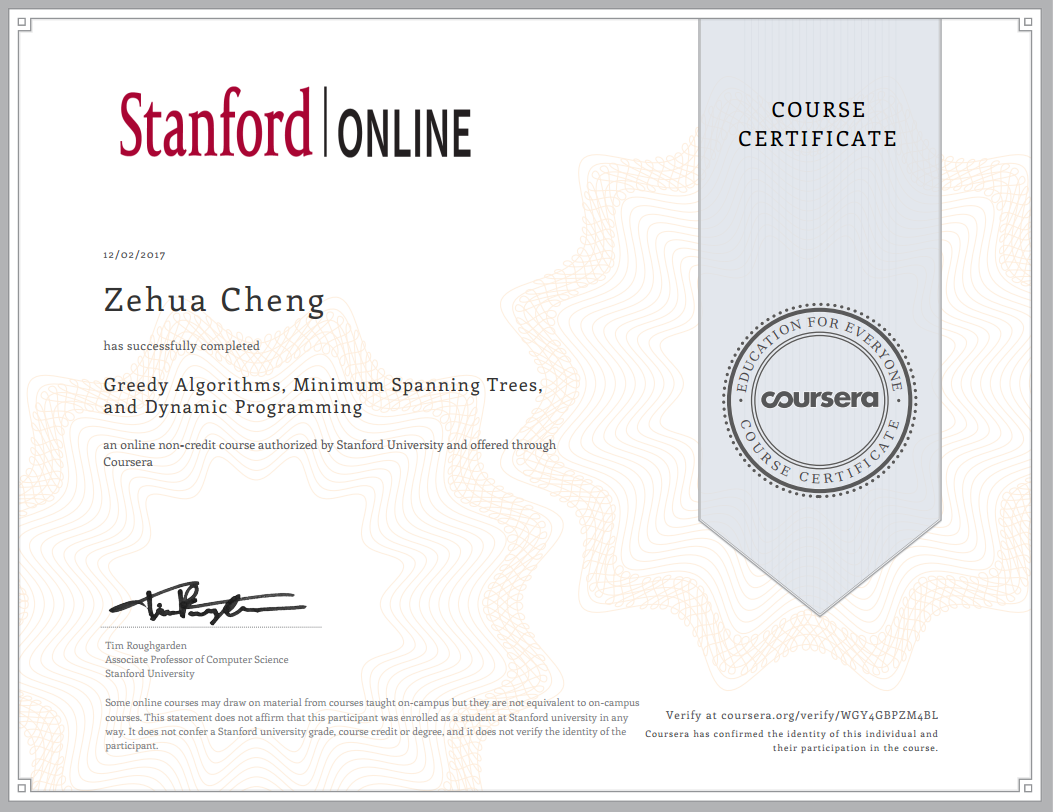 Stanford | ONLINE
COURSE
CERTIFICATE
12/02/2017
Zehua Cheng
has successfully completed
Greedy Algorithms, Minimum Spanning Trees,
and Dynamic Programming
an online non-credit course authorized by Stanford University and offered through
Coursera
EDUCATION FOR EVERYONE
coursera
COURSE CERTIFICATE
Tim Roughgarden
Associate Professor of Computer Science
Stanford University
Some online courses may draw on material from courses taught on-campus but they are not equivalent to on-campus
courses. This statement does not affirm that this participant was enrolled as a student at Stanford university in any
way. It does not confer a Stanford university grade, course credit or degree, and it does not verify the identity of the
participant.
Verify at coursera.org/verify/WGY4GBPZM4BL
Coursera has confirmed the identity of this individual and
their participation in the course.